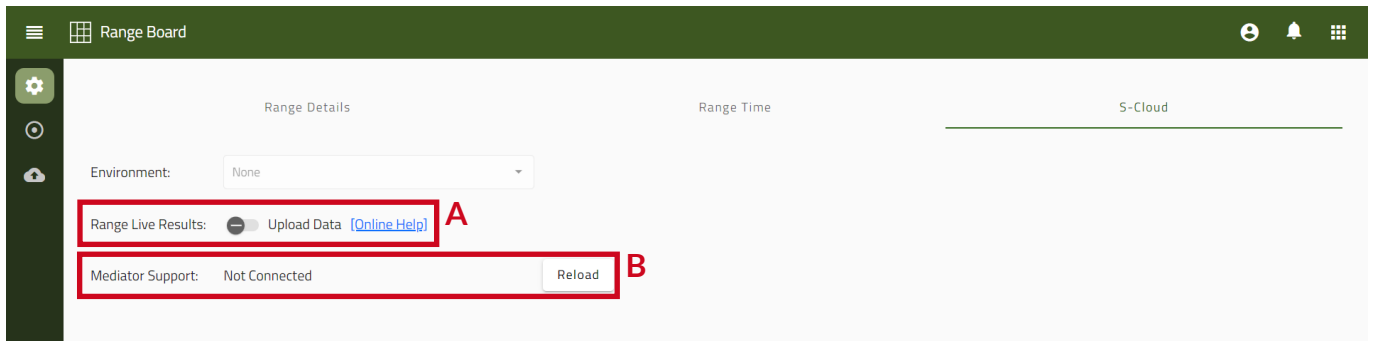 Range Board
Range Details
Range Time
S-Cloud
Environment:
None
Range Live Results:
Upload Data [Online Help]
A
Mediator Support:
Not Connected
Reload
B